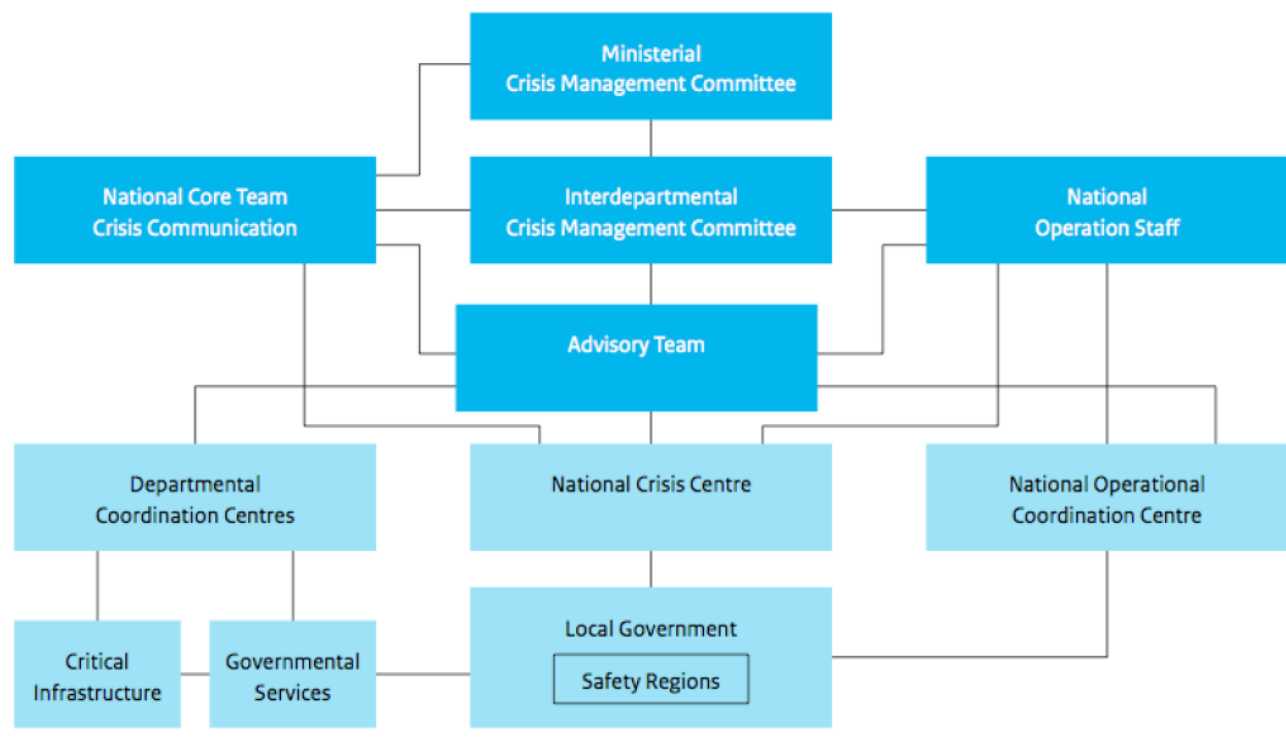 Ministerial
Crisis Management Committee
National Core Team
Crisis Communication
Interdepartmental
Crisis Management Committee
National
Operation Staff
Advisory Team
Departmental
Coordination Centres
National Crisis Centre
National Operational
Coordination Centre
Critical
Infrastructure
Governmental
Services
Local Government
Safety Regions